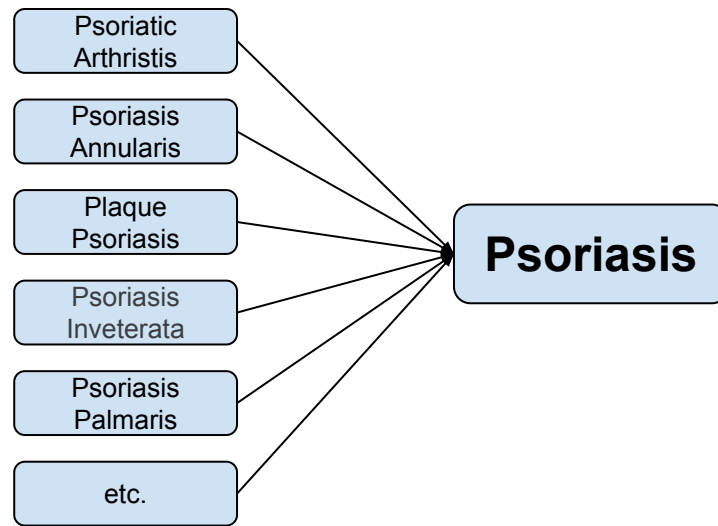 Psoriatic
Arthristis
Psoriasis
Annularis
Plaque
Psoriasis
Psoriasis
Inveterata
Psoriasis
Palmaris
etc.
Psoriasis